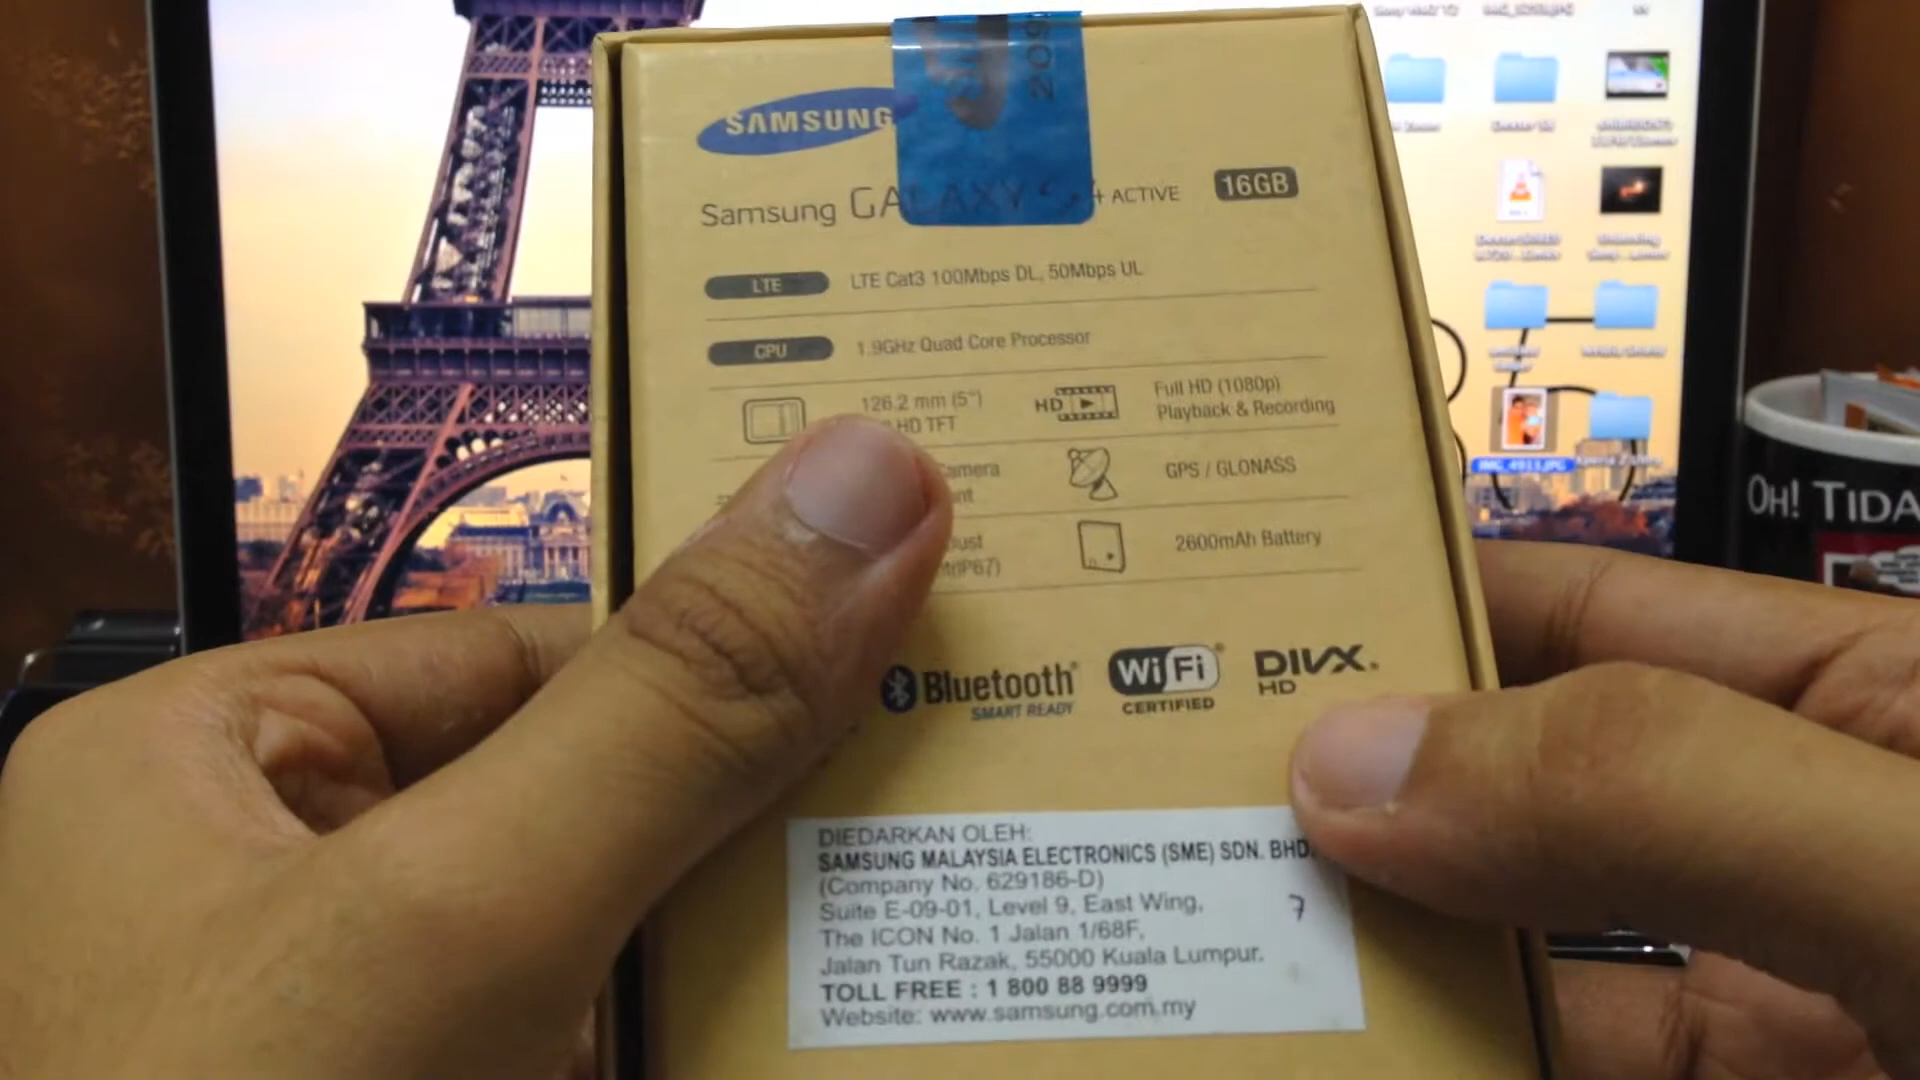 SAMSUNG
Samsung GALAXY S4 ACTIVE 16GB
LTE LTE Cat3 100Mbps DL, 50Mbps UL
CPU 1.9GHz Quad Core Processor
126.2 mm (5")
HD TFT
HD
Full HD (1080p)
Playback & Recording
GPS / GLONASS
(IP67)
2600mAh Battery
Bluetooth®
SMART READY
Wi Fi®
CERTIFIED
DIVX®
HD
DIEDARKAN OLEH:
SAMSUNG MALAYSIA ELECTRONICS (SME) SDN. BHD.
(Company No. 629186-D)
Suite E-09-01, Level 9, East Wing,
The ICON No. 1 Jalan 1/68F,
Jalan Tun Razak, 55000 Kuala Lumpur.
TOLL FREE : 1 800 88 9999
Website: www.samsung.com.my
7
OH! TIDA